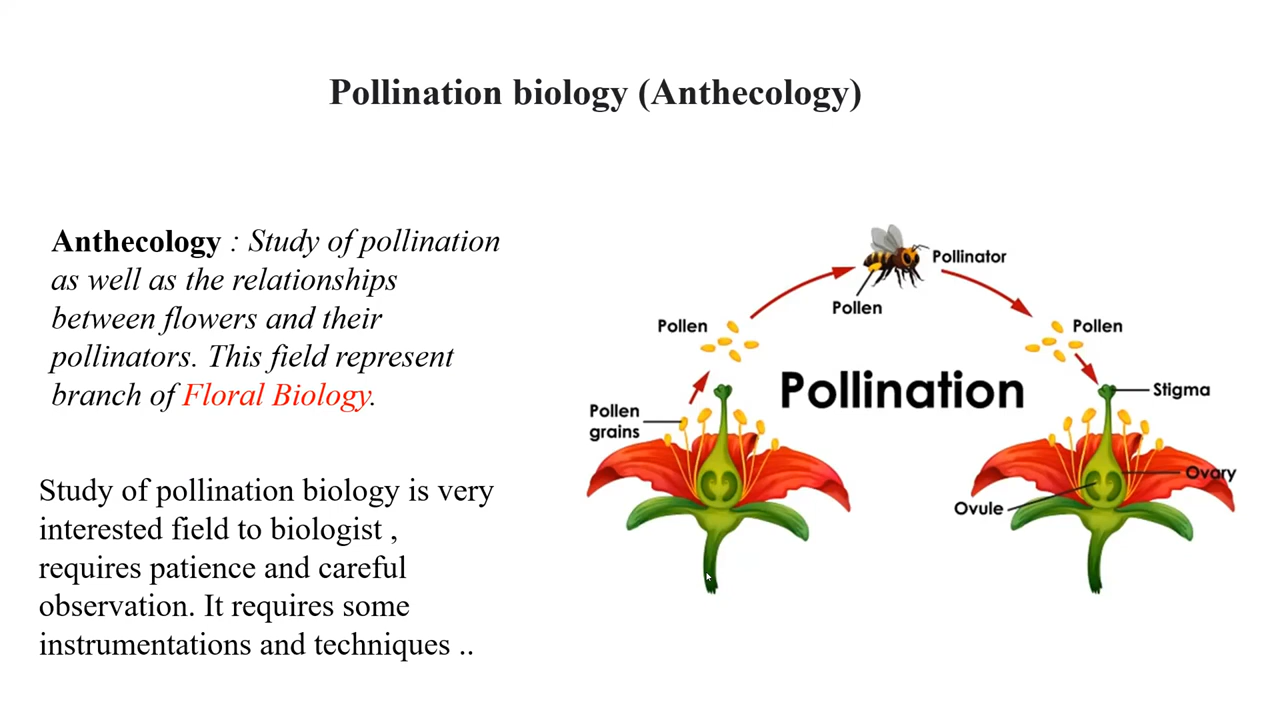 Pollination biology (Anthecology)
Anthecology : Study of pollination
as well as the relationships
between flowers and their
pollinators. This field represent
branch of Floral Biology.
Study of pollination biology is very
interested field to biologist ,
requires patience and careful
observation. It requires some
instrumentations and techniques ..
Pollinator
Pollen
Pollen
Pollen
Pollination
Stigma
Pollen
grains
Ovary
Ovule